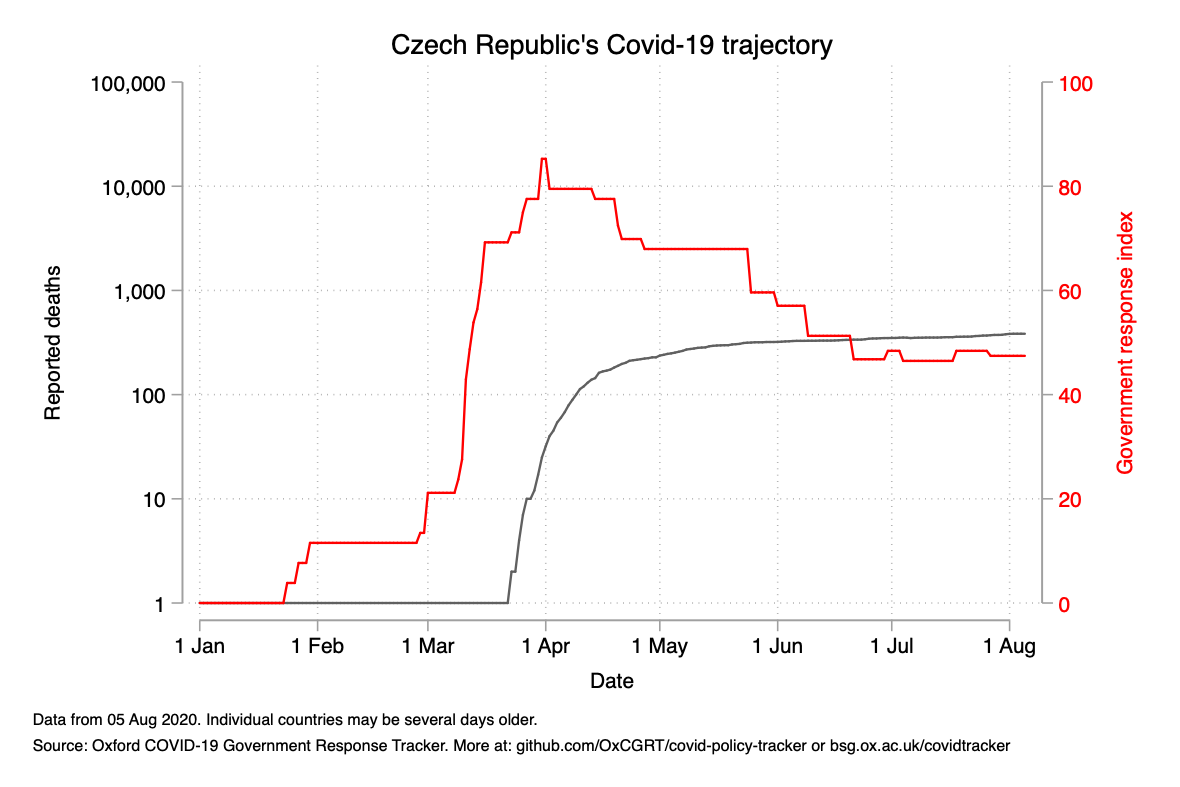 Czech Republic's Covid-19 trajectory
100,000
10,000
1,000
100
10
1
Reported deaths
100
80
60
40
20
0
Government response index
1 Jan 1 Feb 1 Mar 1 Apr 1 May 1 Jun 1 Jul 1 Aug
Date
Data from 05 Aug 2020. Individual countries may be several days older.
Source: Oxford COVID-19 Government Response Tracker. More at: github.com/OxCGRT/covid-policy-tracker or bsg.ox.ac.uk/covidtracker